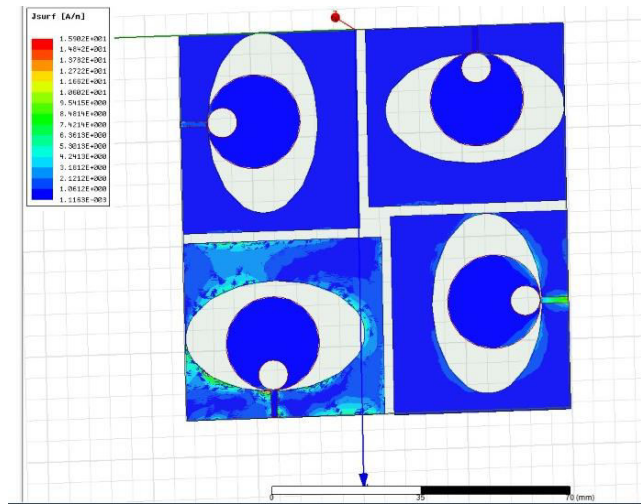 Jsurf [A/m]
1.5902E+001
1.4842E+001
1.3782E+001
1.2722E+001
1.1662E+001
1.0602E+001
9.5415E+000
8.4814E+000
7.4214E+000
6.3613E+000
5.3013E+000
4.2413E+000
3.1812E+000
2.1212E+000
1.0612E+000
1.1163E-003
0
35
70 (mm)